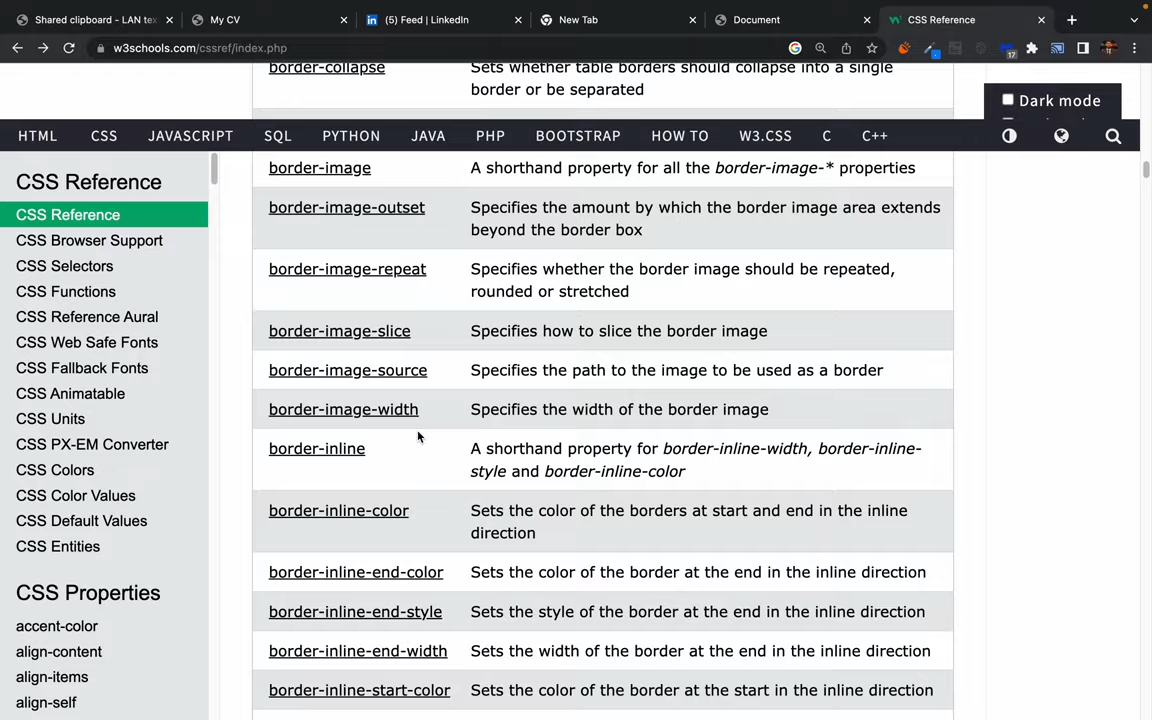 Shared clipboard - LAN tex
My CV
(5) Feed | LinkedIn
New Tab
Document
CSS Reference
w3schools.com/cssref/index.php
17
border-collapse
Sets whether table borders should collapse into a single
border or be separated
Dark mode
HTML
CSS
JAVASCRIPT
SQL
PYTHON
JAVA
PHP
BOOTSTRAP
HOW TO
W3.CSS
C
C++
CSS Reference
CSS Reference
CSS Browser Support
CSS Selectors
CSS Functions
CSS Reference Aural
CSS Web Safe Fonts
CSS Fallback Fonts
CSS Animatable
CSS Units
CSS PX-EM Converter
CSS Colors
CSS Color Values
CSS Default Values
CSS Entities
CSS Properties
accent-color
align-content
align-items
align-self
border-image
A shorthand property for all the border-image-* properties
border-image-outset
Specifies the amount by which the border image area extends
beyond the border box
border-image-repeat
Specifies whether the border image should be repeated,
rounded or stretched
border-image-slice
Specifies how to slice the border image
border-image-source
Specifies the path to the image to be used as a border
border-image-width
Specifies the width of the border image
border-inline
A shorthand property for border-inline-width, border-inline-
style and border-inline-color
border-inline-color
Sets the color of the borders at start and end in the inline
direction
border-inline-end-color
Sets the color of the border at the end in the inline direction
border-inline-end-style
Sets the style of the border at the end in the inline direction
border-inline-end-width
Sets the width of the border at the end in the inline direction
border-inline-start-color
Sets the color of the border at the start in the inline direction